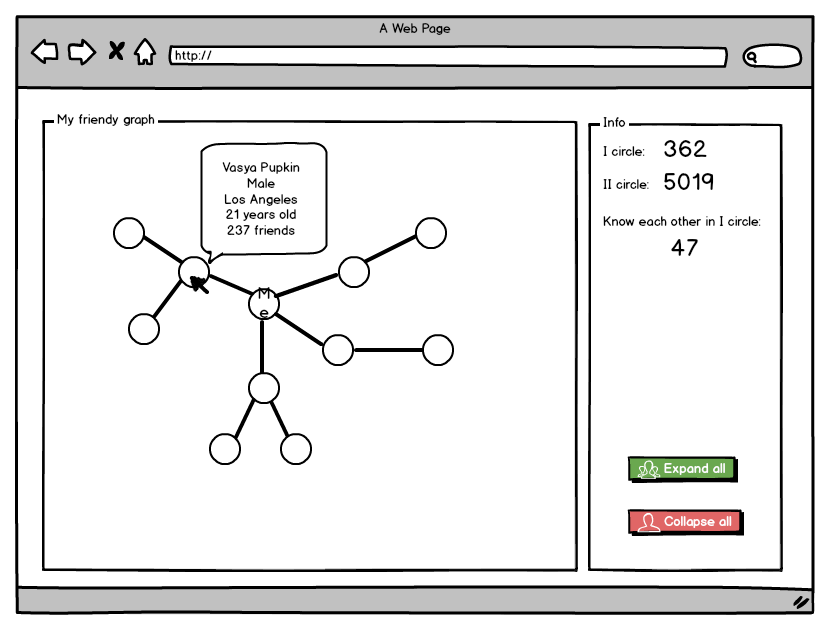 A Web Page
http://
My friendy graph
Vasya Pupkin
Male
Los Angeles
21 years old
237 friends
M
e
Info
I circle: 362
II circle: 5019
Know each other in I circle:
47
Expand all
Collapse all